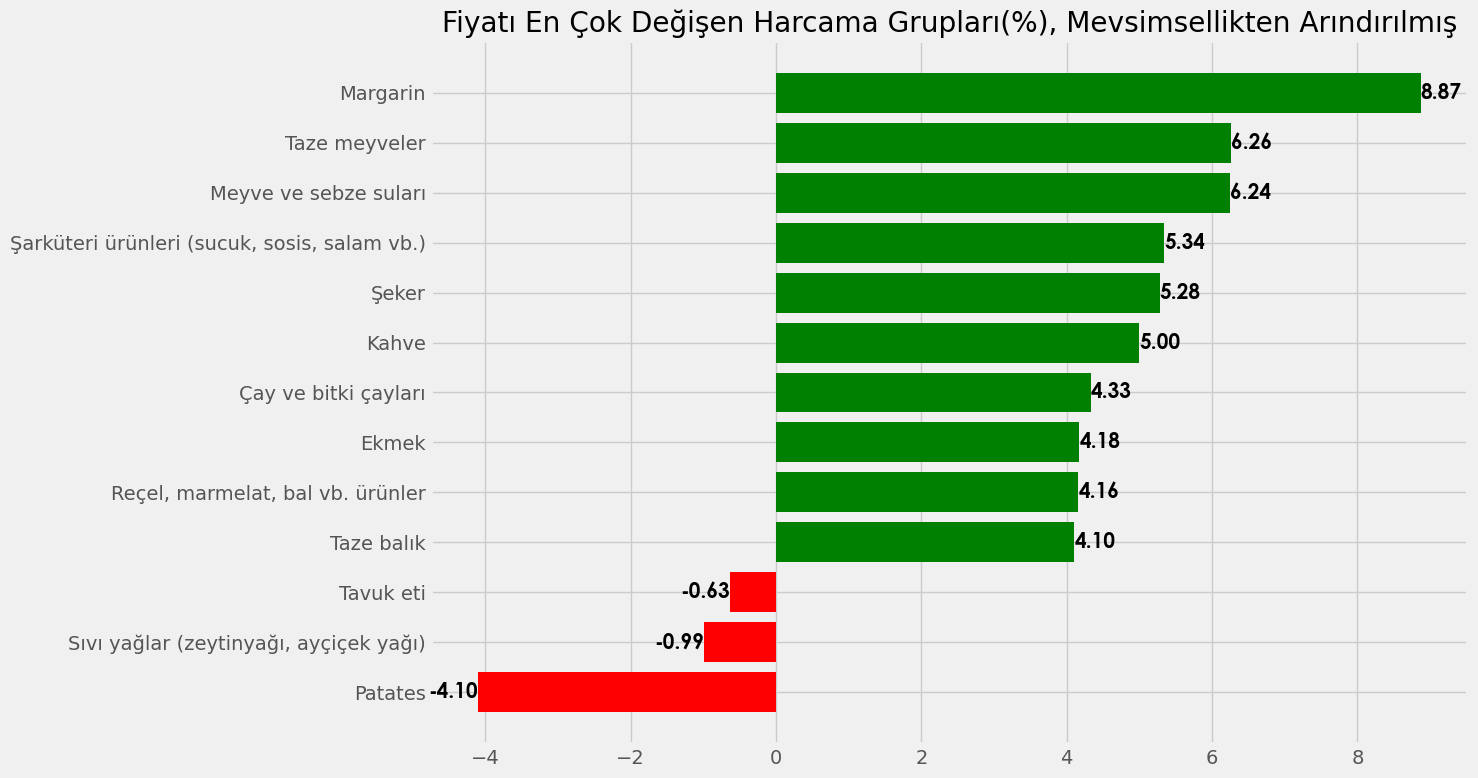 Fiyatı En Çok Değişen Harcama Grupları(%), Mevsimsellikten Arındırılmış
Margarin 8.87
Taze meyveler 6.26
Meyve ve sebze suları 6.24
Şarküteri ürünleri (sucuk, sosis, salam vb.) 5.34
Şeker 5.28
Kahve 5.00
Çay ve bitki çayları 4.33
Ekmek 4.18
Reçel, marmelat, bal vb. ürünler 4.16
Taze balık 4.10
Tavuk eti -0.63
Sıvı yağlar (zeytinyağı, ayçiçek yağı) -0.99
Patates -4.10
−4 −2 0 2 4 6 8